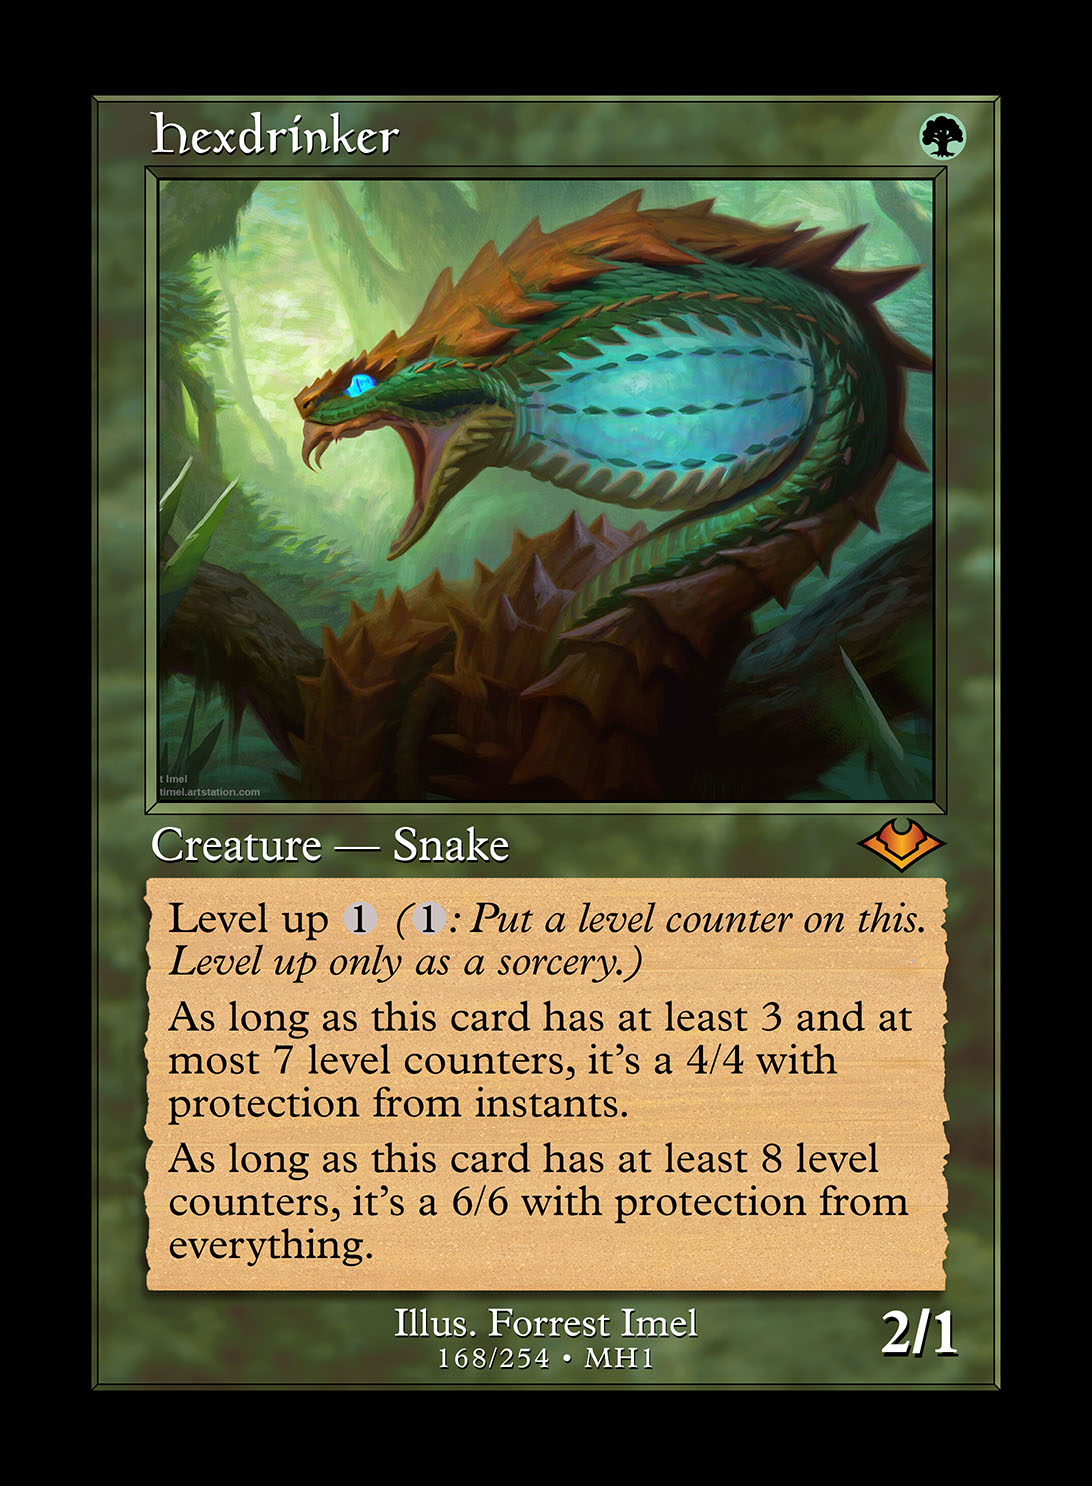 Hexdrinker
t Imel
timel.artstation.com
Creature — Snake
Level up 1 (1: Put a level counter on this.
Level up only as a sorcery.)
As long as this card has at least 3 and at
most 7 level counters, it's a 4/4 with
protection from instants.
As long as this card has at least 8 level
counters, it's a 6/6 with protection from
everything.
Illus. Forrest Imel
168/254 • MH1
2/1